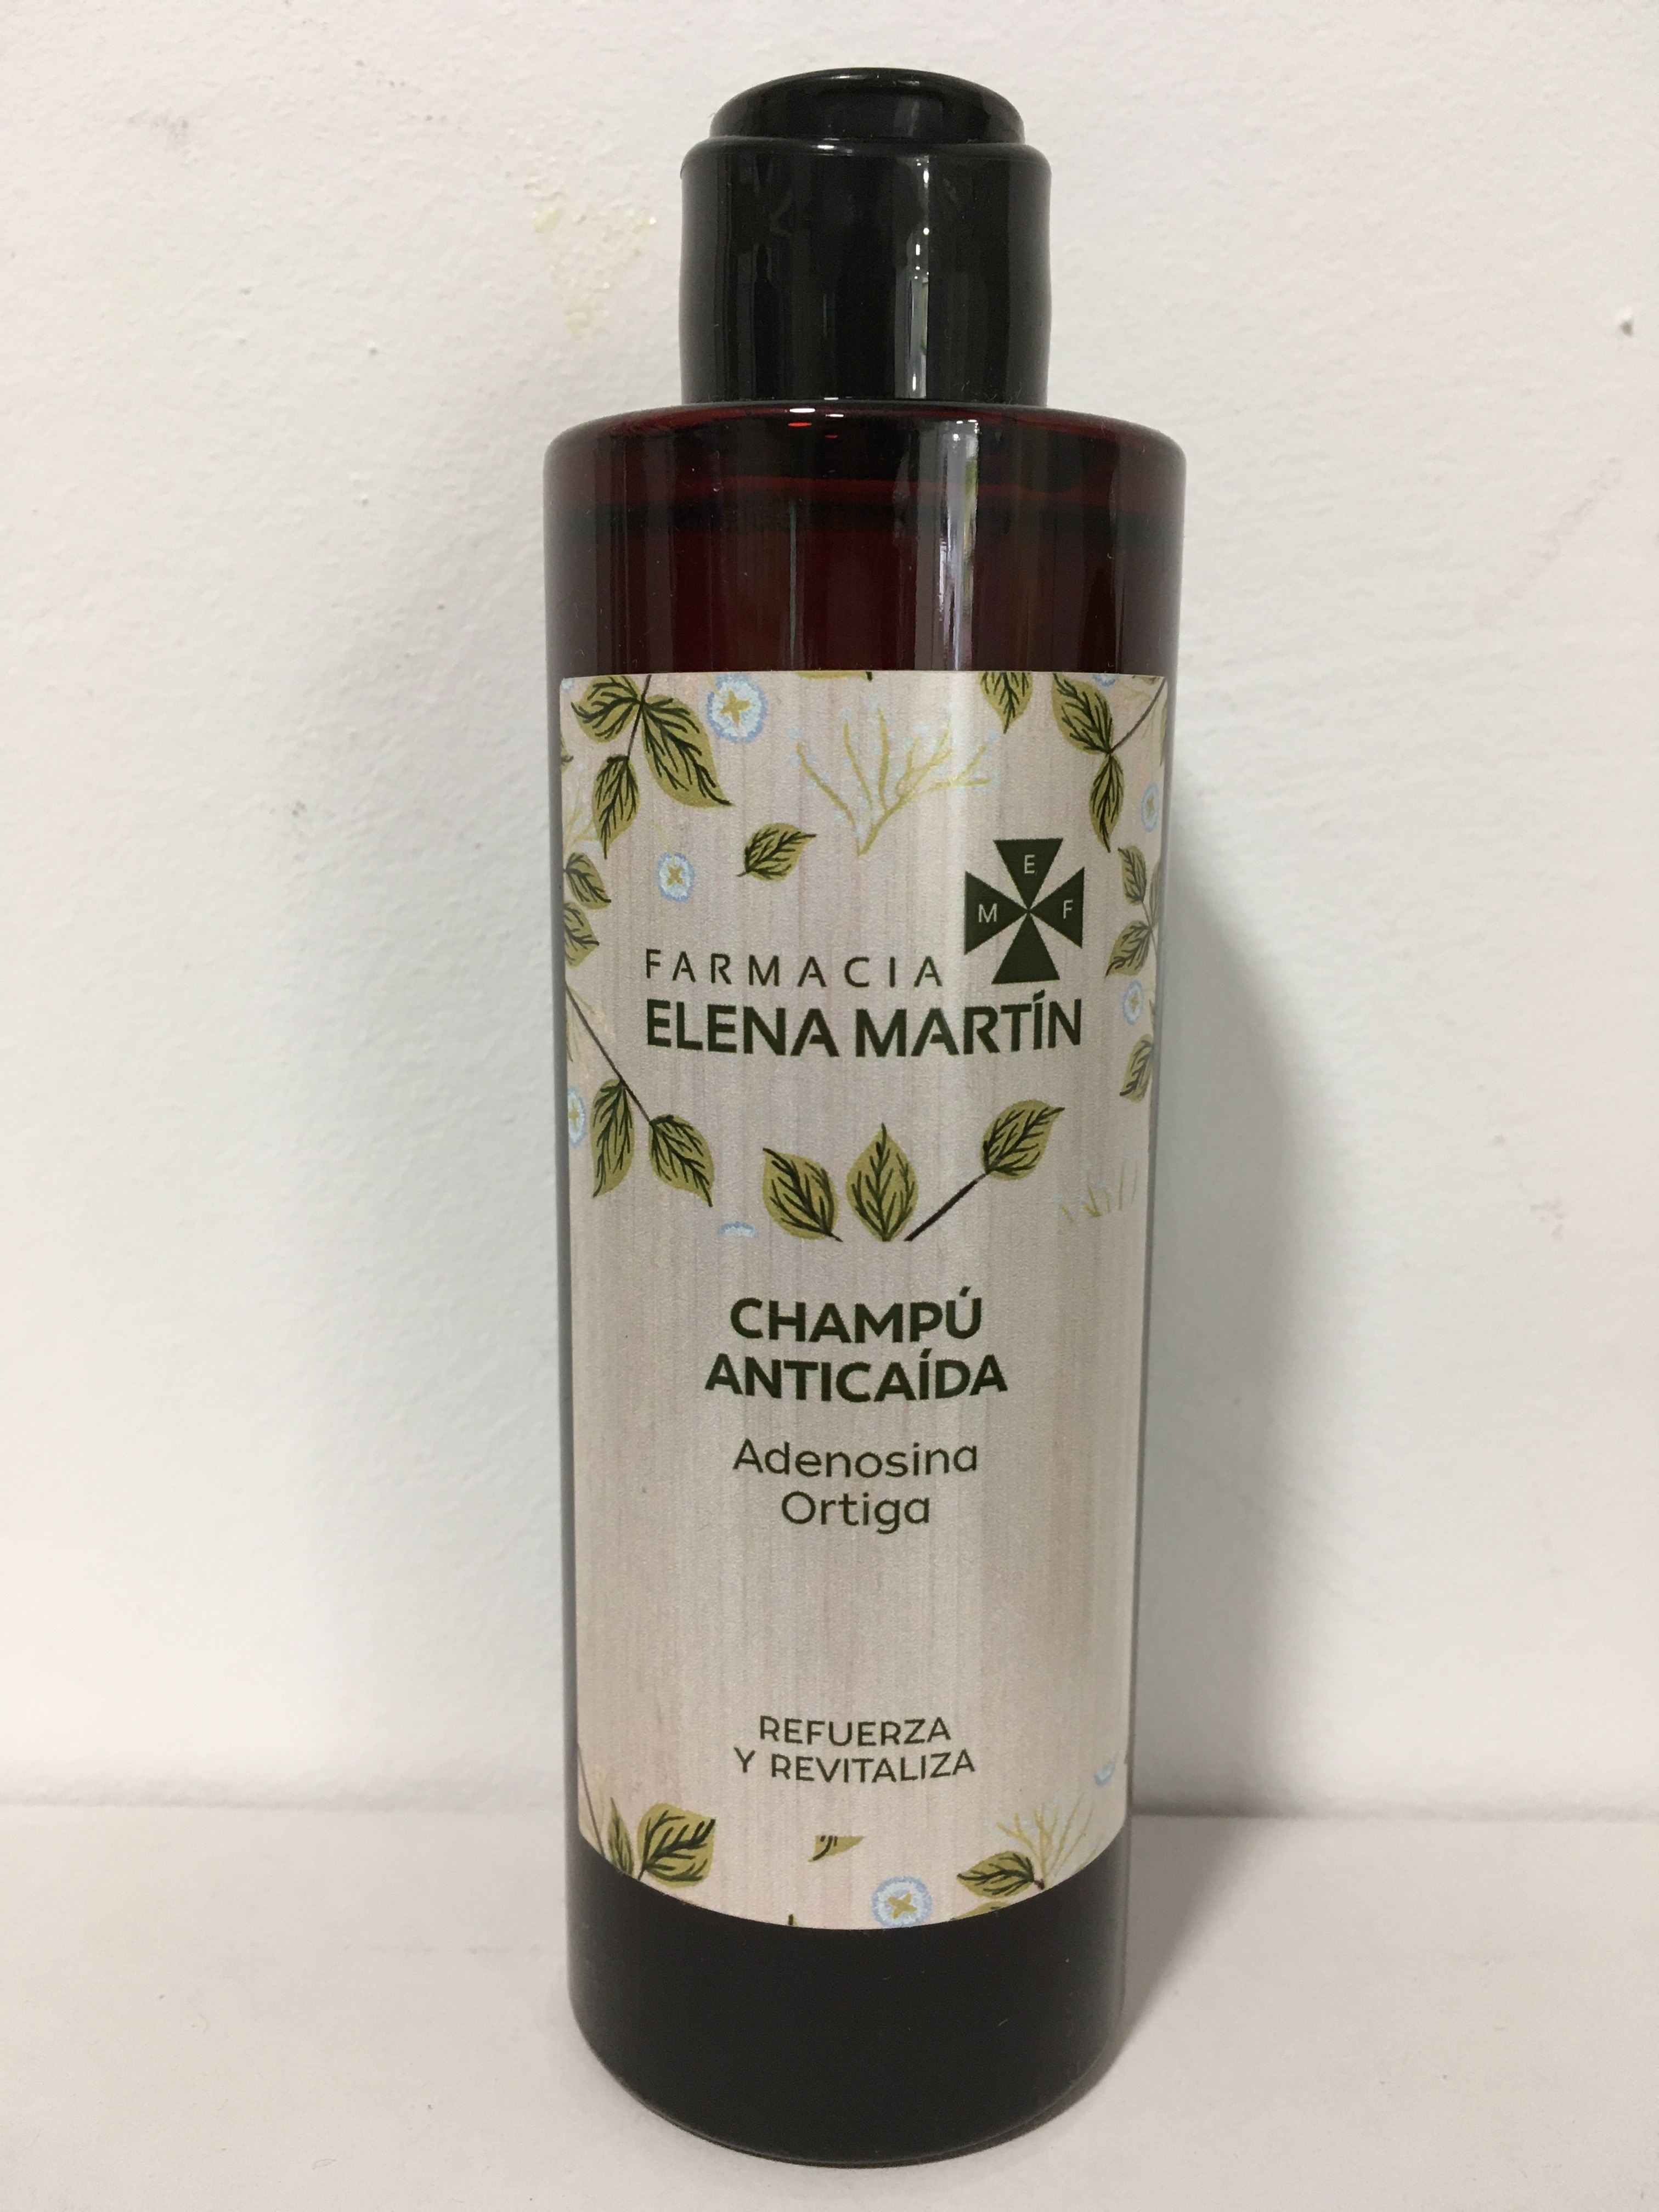 E
M F
FARMACIA
ELENA MARTÍN
CHAMPÚ
ANTICAÍDA
Adenosina
Ortiga
REFUERZA
Y REVITALIZA